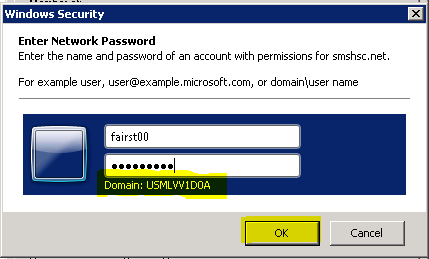 Windows Security
Enter Network Password
Enter the name and password of an account with permissions for smshsc.net.
For example user, user@example.microsoft.com, or domain\user name
fairst00
●●●●●●●●●
Domain: USMLVV1D0A
OK
Cancel